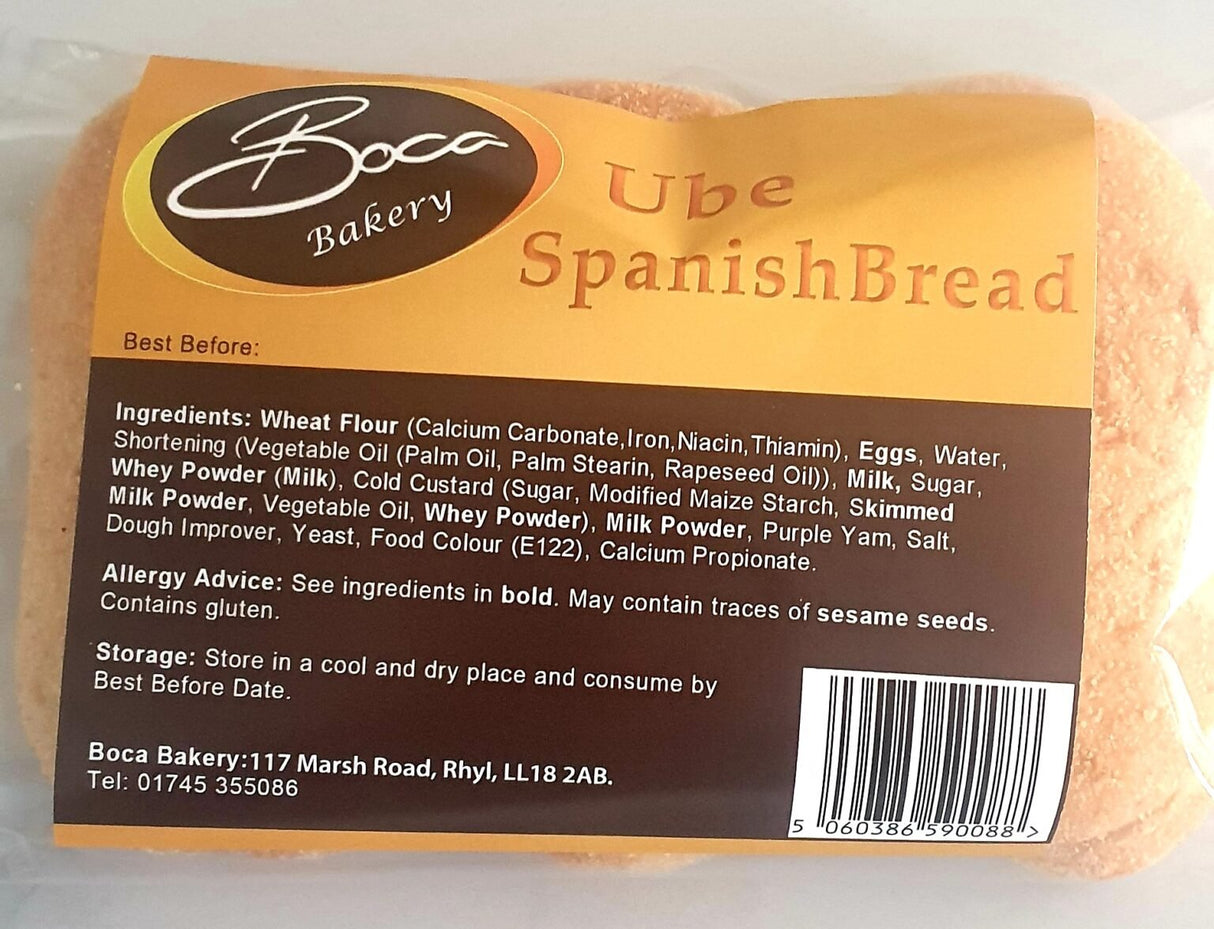 Boca
Bakery
Ube
SpanishBread
Best Before:
Ingredients: Wheat Flour (Calcium Carbonate,Iron,Niacin,Thiamin), Eggs, Water,
Shortening (Vegetable Oil (Palm Oil, Palm Stearin, Rapeseed Oil)), Milk, Sugar,
Whey Powder (Milk), Cold Custard (Sugar, Modified Maize Starch, Skimmed
Milk Powder, Vegetable Oil, Whey Powder), Milk Powder, Purple Yam, Salt,
Dough Improver, Yeast, Food Colour (E122), Calcium Propionate.
Allergy Advice: See ingredients in bold. May contain traces of sesame seeds.
Contains gluten.
Storage: Store in a cool and dry place and consume by
Best Before Date.
Boca Bakery:117 Marsh Road, Rhyl, LL18 2AB.
Tel: 01745 355086
5 060386 590088 >